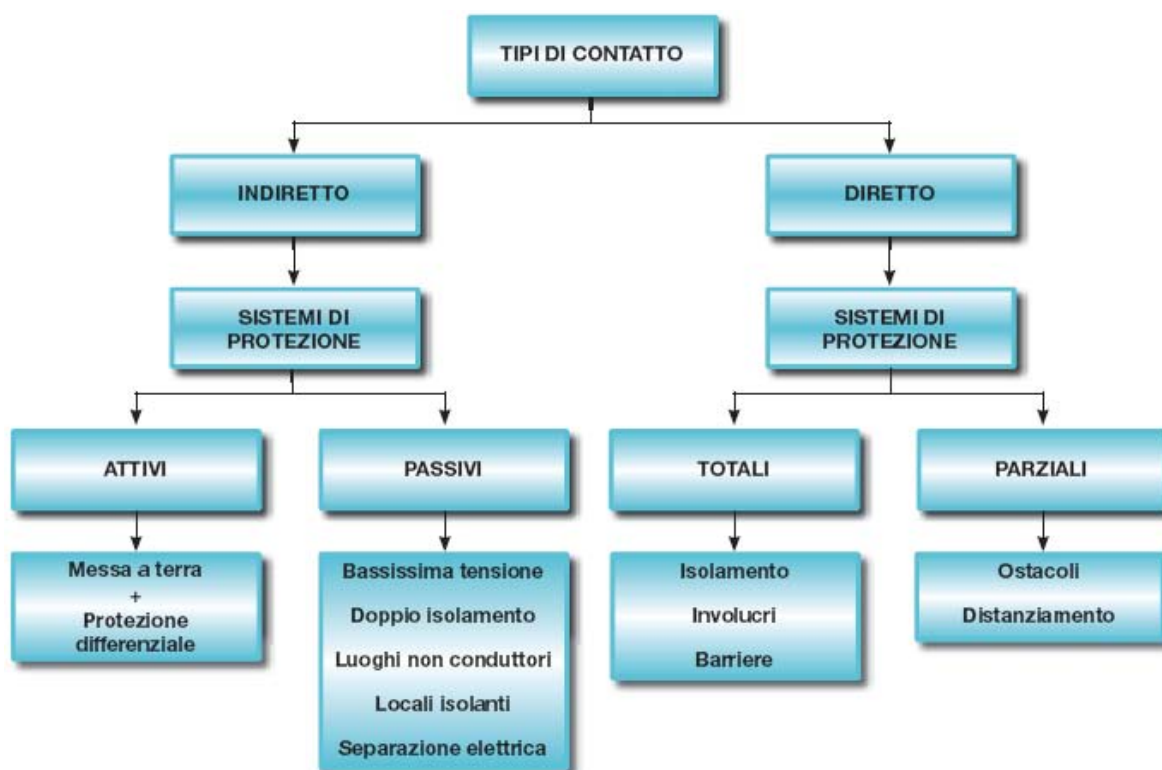 TIPI DI CONTATTO
INDIRETTO
DIRETTO
SISTEMI DI
PROTEZIONE
SISTEMI DI
PROTEZIONE
ATTIVI
PASSIVI
TOTALI
PARZIALI
Messa a terra
+
Protezione
differenziale
Bassissima tensione
Doppio isolamento
Luoghi non conduttori
Locali isolanti
Separazione elettrica
Isolamento
Involucri
Barriere
Ostacoli
Distanziamento